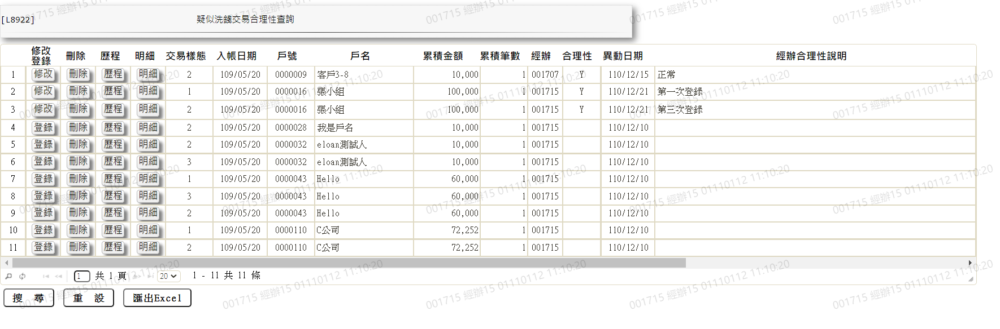 [L8922] 疑似洗錢交易合理性查詢
修改登錄 刪除 歷程 明細 交易樣態 入帳日期 戶號 戶名 累積金額 累積筆數 經辦 合理性 異動日期 經辦合理性說明
1 修改 刪除 歷程 明細 2 109/05/20 0000009 客戶3-8 10,000 1 001707 Y 110/12/15 正常
2 修改 刪除 歷程 明細 1 109/05/20 0000016 張小組 100,000 1 001715 Y 110/12/21 第一次登錄
3 修改 刪除 歷程 明細 2 109/05/20 0000016 張小組 100,000 1 001715 Y 110/12/21 第三次登錄
4 登錄 刪除 歷程 明細 2 109/05/20 0000028 我是戶名 10,000 1 001715 110/12/10
5 登錄 刪除 歷程 明細 2 109/05/20 0000032 eloan測試人 10,000 1 001715 110/12/10
6 登錄 刪除 歷程 明細 3 109/05/20 0000032 eloan測試人 10,000 1 001715 110/12/10
7 登錄 刪除 歷程 明細 1 109/05/20 0000043 Hello 60,000 1 001715 110/12/10
8 登錄 刪除 歷程 明細 3 109/05/20 0000043 Hello 60,000 1 001715 110/12/10
9 登錄 刪除 歷程 明細 2 109/05/20 0000043 Hello 60,000 1 001715 110/12/10
10 登錄 刪除 歷程 明細 1 109/05/20 0000110 C公司 72,252 1 001715 110/12/10
11 登錄 刪除 歷程 明細 2 109/05/20 0000110 C公司 72,252 1 001715 110/12/10
1 共 1 頁 20 1 - 11 共 11 條
搜 尋 重 設 匯出Excel
001715 經辦15 01110112 11:10:20